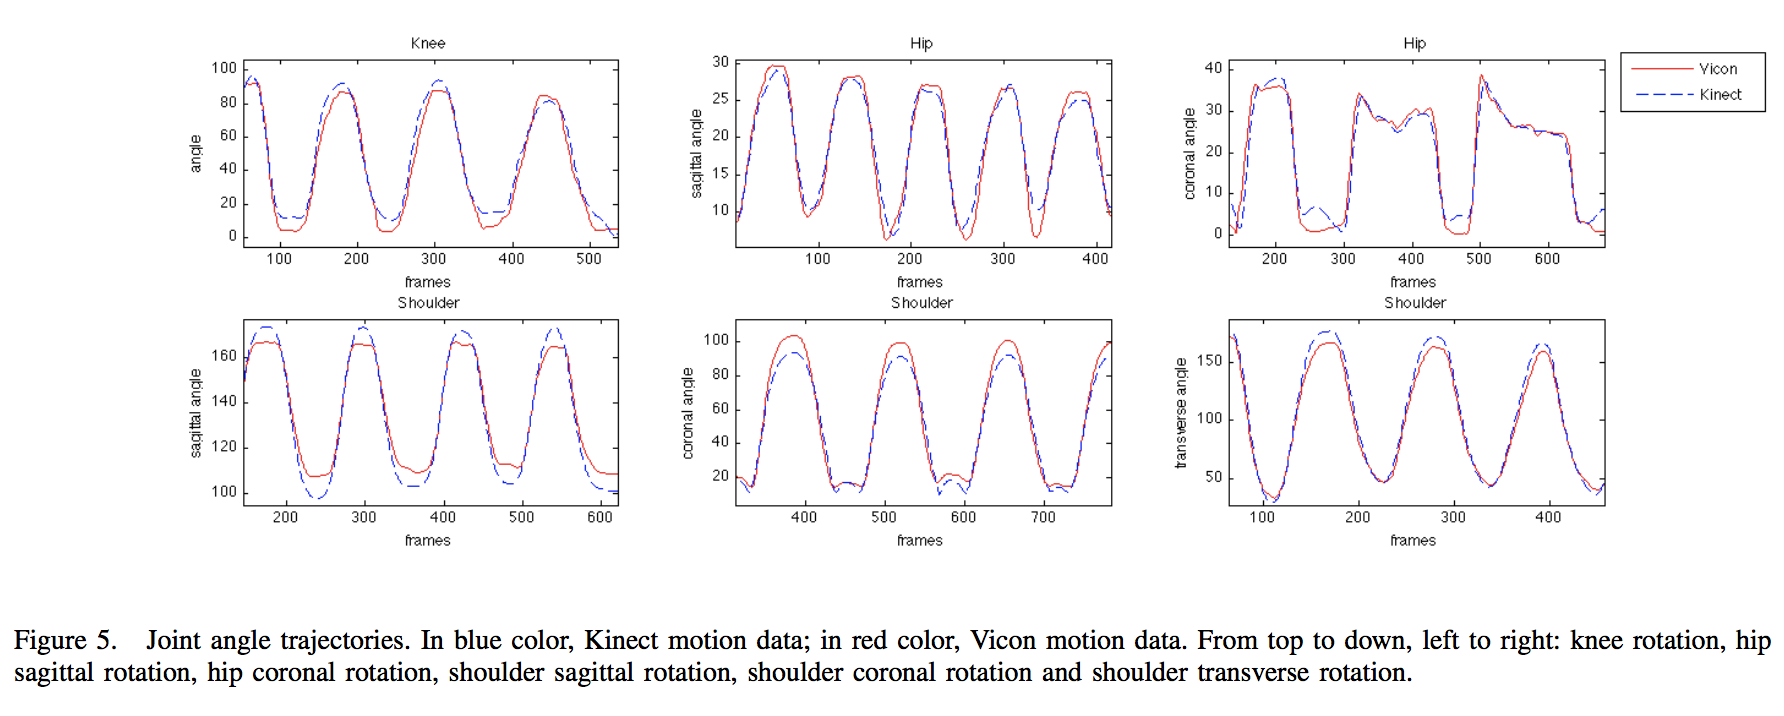 Knee
100
80
60
40
20
0
angle
100 200 300 400 500
frames
Hip
30
25
20
15
10
sagittal angle
100 200 300 400
frames
Hip
40
30
20
10
0
coronal angle
200 300 400 500 600
frames
Vicon
Kinect
Shoulder
160
140
120
100
sagittal angle
200 300 400 500 600
frames
Shoulder
100
80
60
40
20
coronal angle
400 500 600 700
frames
Shoulder
150
100
50
transverse angle
100 200 300 400
frames
Figure 5. Joint angle trajectories. In blue color, Kinect motion data; in red color, Vicon motion data. From top to down, left to right: knee rotation, hip
sagittal rotation, hip coronal rotation, shoulder sagittal rotation, shoulder coronal rotation and shoulder transverse rotation.